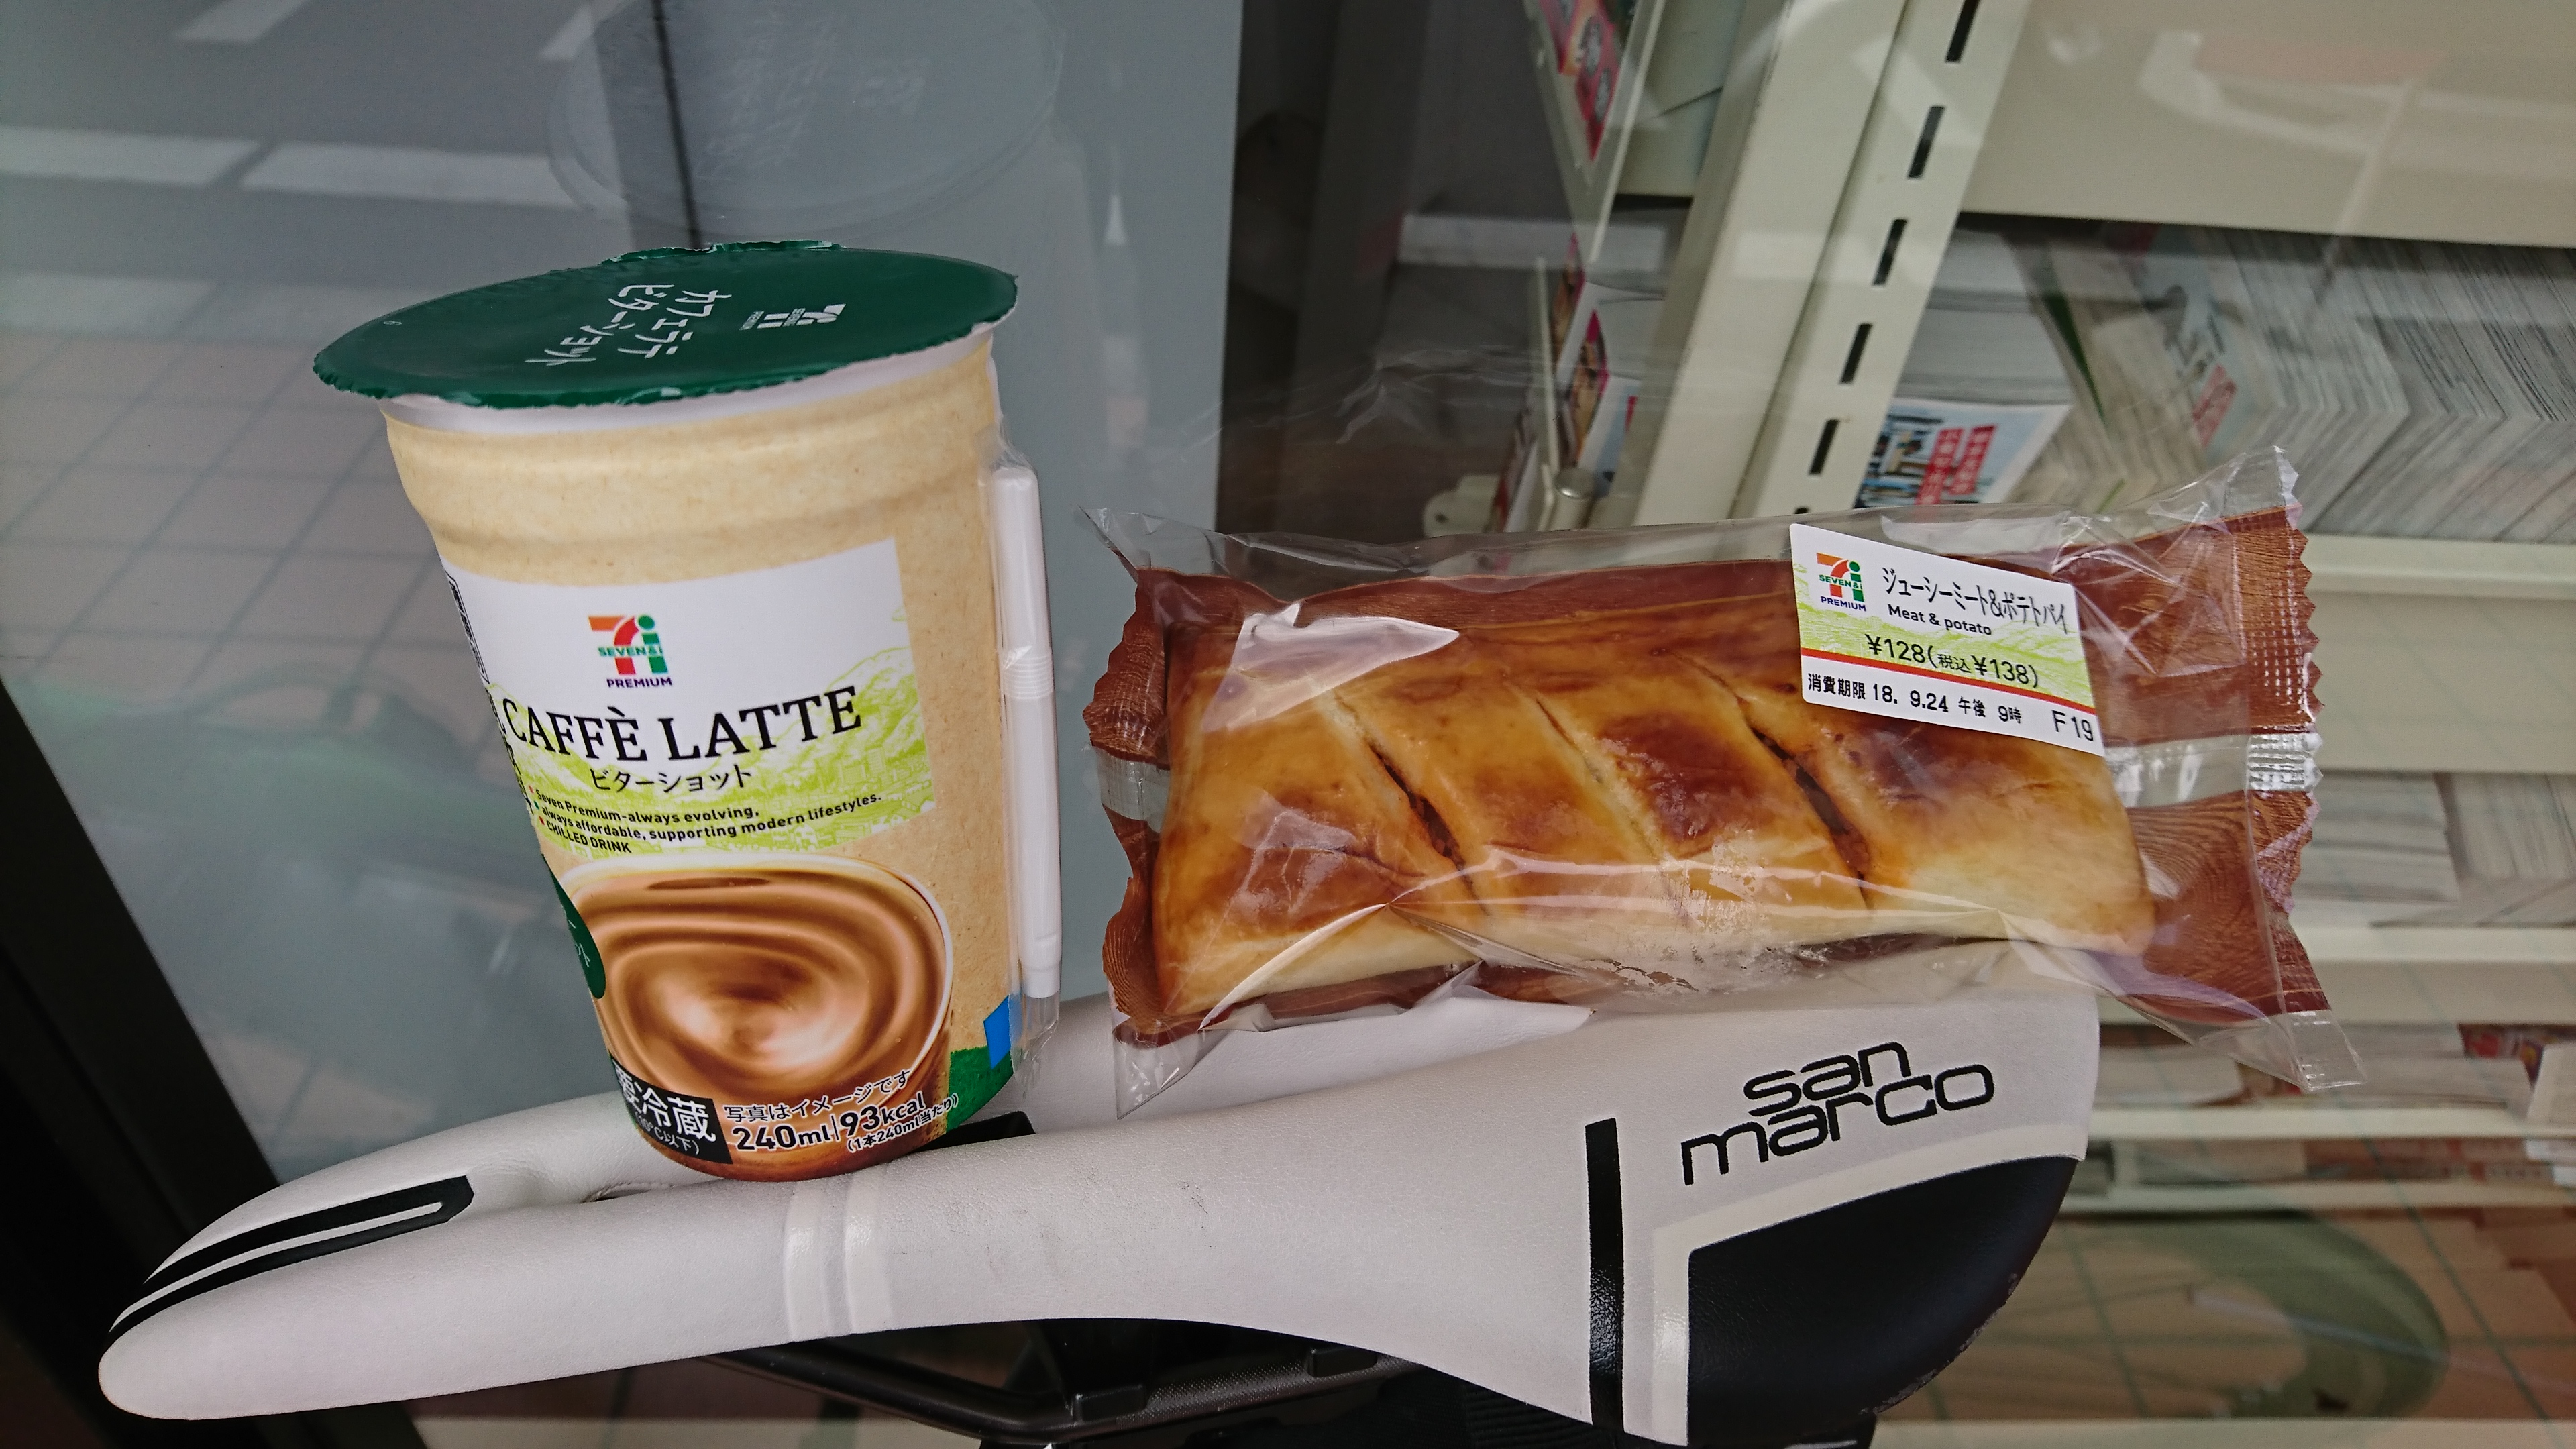 カフェラテ
ビターショット
SEVEN&i
PREMIUM
SEVEN&i
PREMIUM
CAFFÈ LATTE
ビターショット
Seven Premium-always evolving,
always affordable, supporting modern lifestyles.
CHILLED DRINK
要冷蔵
写真はイメージです
240ml 93kcal
(1本240ml当たり)
SEVEN&i
PREMIUM
ジューシーミート&ポテトパイ
Meat & potato
¥128(税込¥138)
消費期限 18. 9.24 午後 9時 F19
san
marco